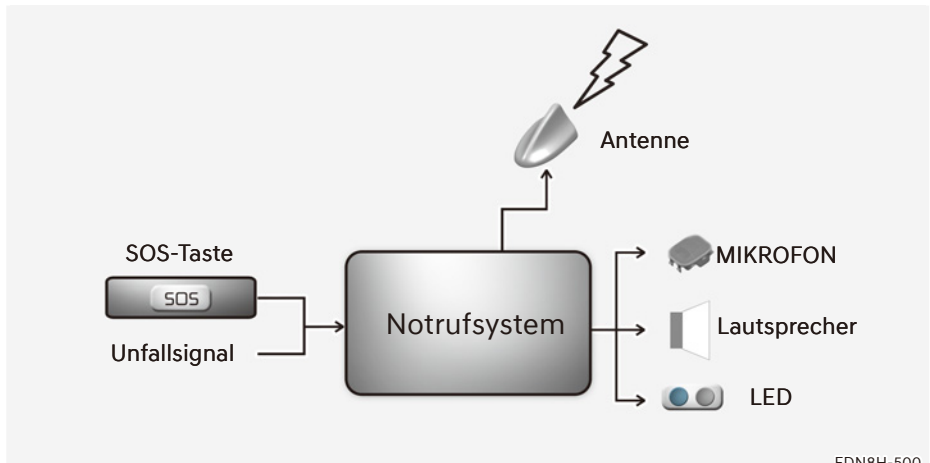 Antenne
SOS-Taste
SOS
Unfallsignal
Notrufsystem
MIKROFON
Lautsprecher
LED